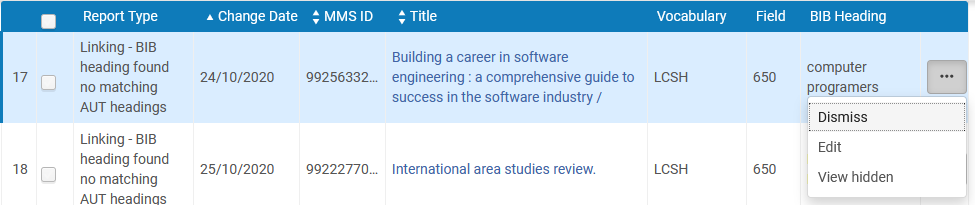 Report Type Change Date MMS ID Title Vocabulary Field BIB Heading
17
Linking - BIB
heading found
no matching
AUT headings
24/10/2020
99256332...
Building a career in software
engineering : a comprehensive guide to
success in the software industry /
LCSH
650
computer
programers
Dismiss
Edit
View hidden
18
Linking - BIB
heading found
no matching
AUT headings
25/10/2020
99222770...
International area studies review.
LCSH
650